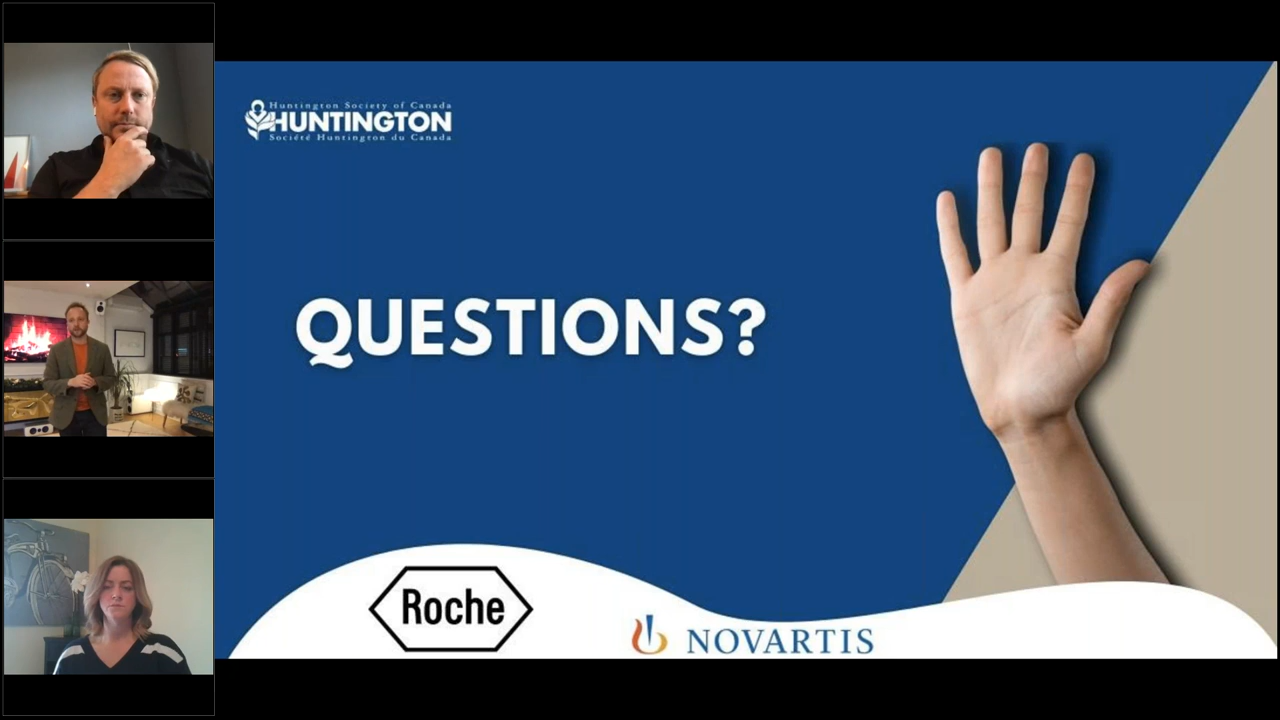 Huntington Society of Canada
HUNTINGTON
Société Huntington du Canada
QUESTIONS?
Roche
NOVARTIS